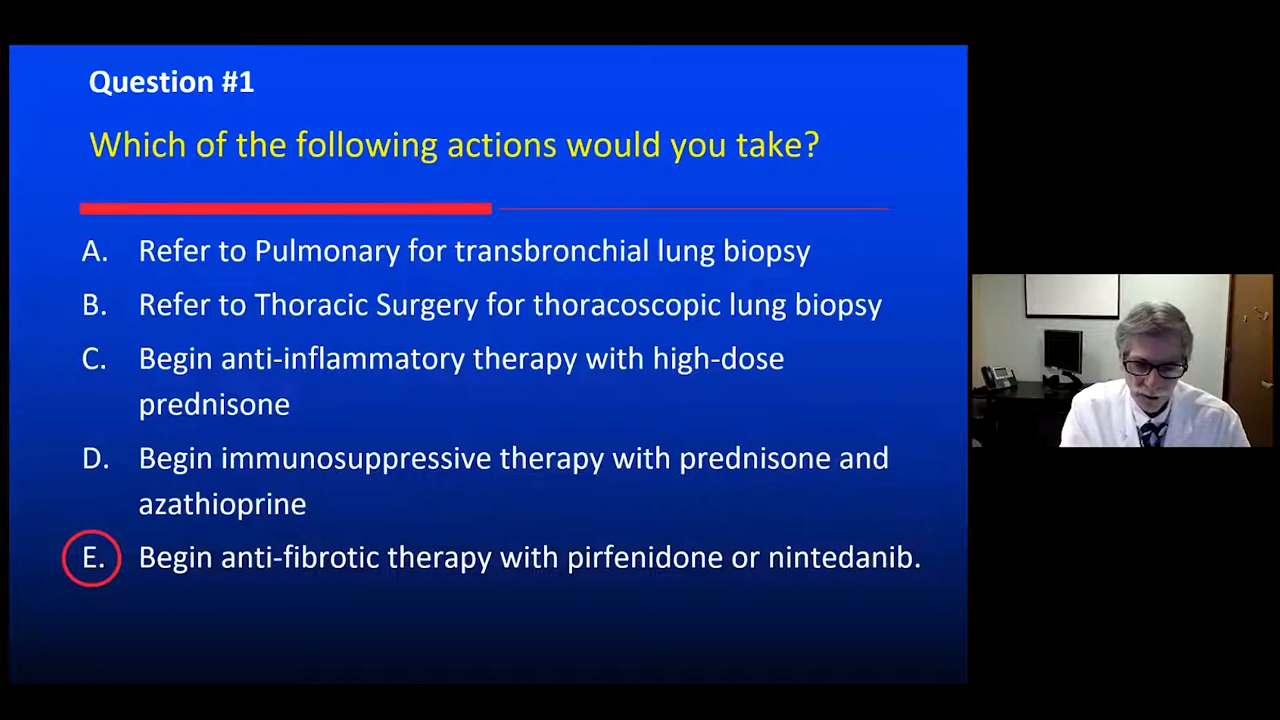 Question #1
Which of the following actions would you take?
A. Refer to Pulmonary for transbronchial lung biopsy
B. Refer to Thoracic Surgery for thoracoscopic lung biopsy
C. Begin anti-inflammatory therapy with high-dose
prednisone
D. Begin immunosuppressive therapy with prednisone and
azathioprine
E. Begin anti-fibrotic therapy with pirfenidone or nintedanib.